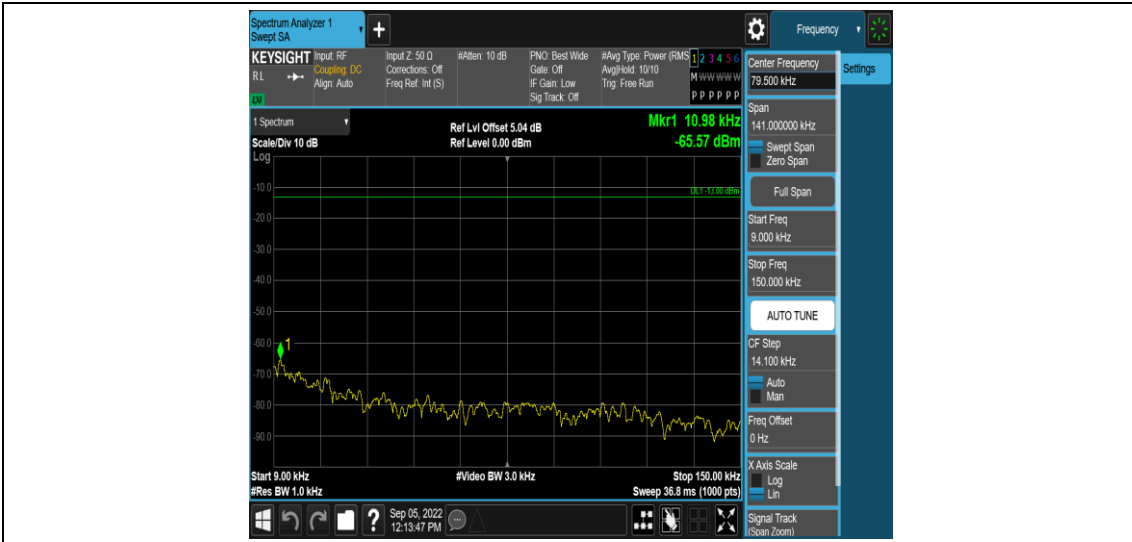 Spectrum Analyzer 1
Swept SA
+
Frequency
KEYSIGHT
RL
LXI
Input: RF
Coupling: DC
Align: Auto
Input Z: 50 Ω
Corrections: Off
Freq Ref: Int (S)
#Atten: 10 dB
PNO: Best Wide
Gate: Off
IF Gain: Low
Sig Track: Off
#Avg Type: Power (RMS
Avg|Hold: 10/10
Trig: Free Run
1 2 3 4 5 6
M W W W W W
P P P P P P
1 Spectrum
Scale/Div 10 dB
Log
Ref Lvl Offset 5.04 dB
Ref Level 0.00 dBm
Mkr1 10.98 kHz
-65.57 dBm
DL1 -13.00 dBm
-10.0
-20.0
-30.0
-40.0
-50.0
-60.0
-70.0
-80.0
-90.0
1
Start 9.00 kHz
#Res BW 1.0 kHz
#Video BW 3.0 kHz
Stop 150.00 kHz
Sweep 36.8 ms (1000 pts)
Center Frequency
79.500 kHz
Settings
Span
141.000000 kHz
Swept Span
Zero Span
Full Span
Start Freq
9.000 kHz
Stop Freq
150.000 kHz
AUTO TUNE
CF Step
14.100 kHz
Auto
Man
Freq Offset
0 Hz
X Axis Scale
Log
Lin
Signal Track
(Span Zoom)
?
Sep 05, 2022
12:13:47 PM